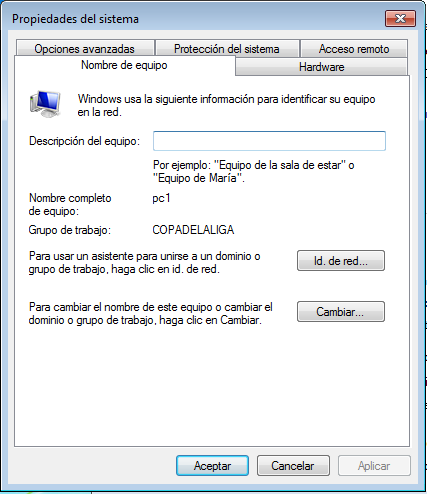 Propiedades del sistema
Opciones avanzadas
Protección del sistema
Acceso remoto
Nombre de equipo
Hardware
Windows usa la siguiente información para identificar su equipo
en la red.
Descripción del equipo:
Por ejemplo: "Equipo de la sala de estar" o
"Equipo de María".
Nombre completo
de equipo:
pc1
Grupo de trabajo:
COPADELALIGA
Para usar un asistente para unirse a un dominio o
grupo de trabajo, haga clic en id. de red.
Id. de red...
Para cambiar el nombre de este equipo o cambiar el
dominio o grupo de trabajo, haga clic en Cambiar.
Cambiar...
Aceptar
Cancelar
Aplicar